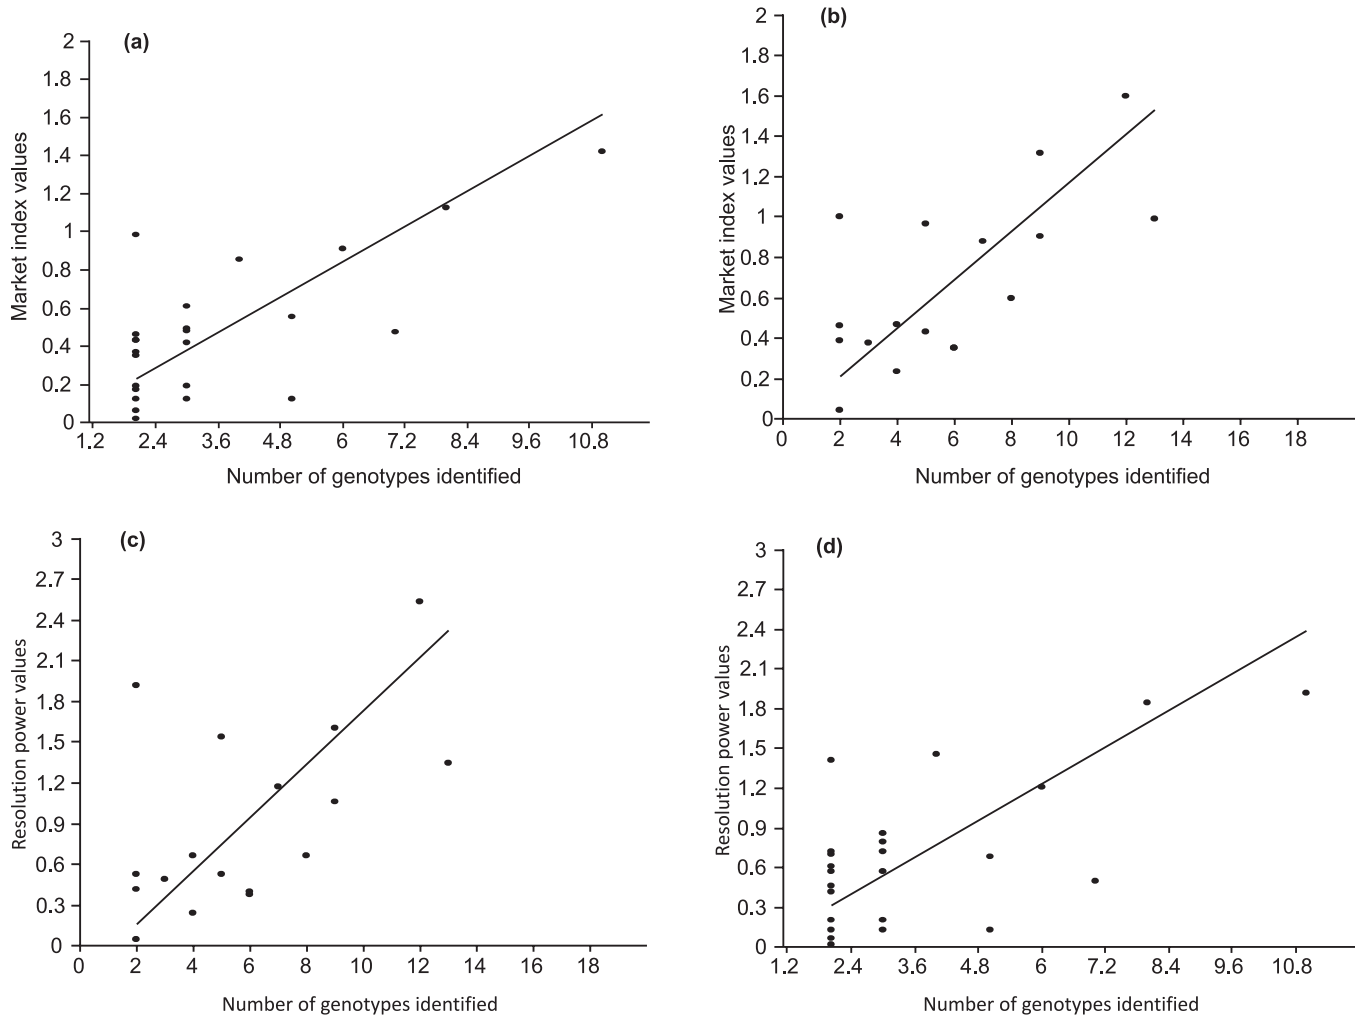 (a)
Market index values
2
1.8
1.6
1.4
1.2
1
0.8
0.6
0.4
0.2
0
1.2 2.4 3.6 4.8 6 7.2 8.4 9.6 10.8
Number of genotypes identified
(b)
Market index values
2
1.8
1.6
1.4
1.2
1
0.8
0.6
0.4
0.2
0
0 2 4 6 8 10 12 14 16 18
Number of genotypes identified
(c)
Resolution power values
3
2.7
2.4
2.1
1.8
1.5
1.2
0.9
0.6
0.3
0
0 2 4 6 8 10 12 14 16 18
Number of genotypes identified
(d)
Resolution power values
3
2.7
2.4
2.1
1.8
1.5
1.2
0.9
0.6
0.3
0
1.2 2.4 3.6 4.8 6 7.2 8.4 9.6 10.8
Number of genotypes identified